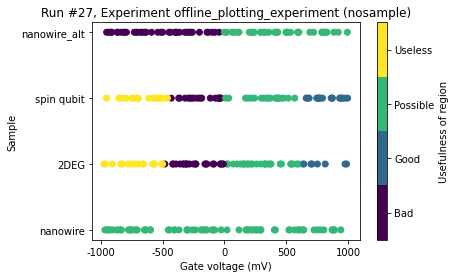 Run #27, Experiment offline_plotting_experiment (nosample)
nanowire_alt
spin qubit
2DEG
nanowire
Sample
-1000
-500
0
500
1000
Gate voltage (mV)
Useless
Possible
Good
Bad
Usefulness of region